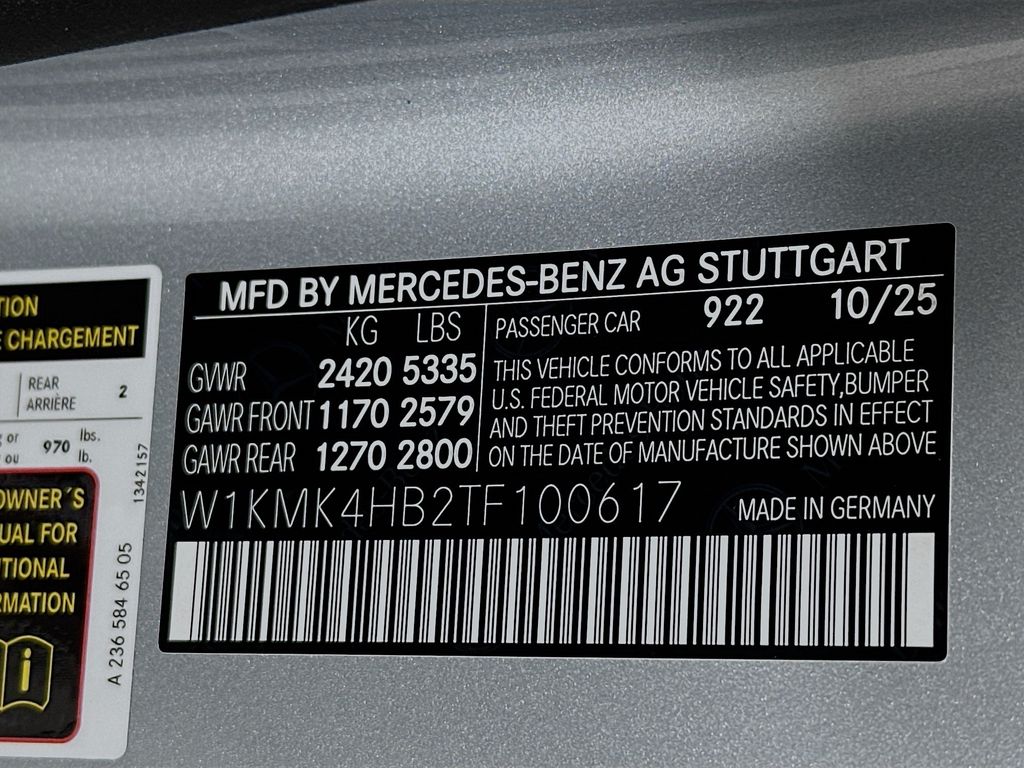 TION
E CHARGEMENT
REAR
ARRIÈRE
2
or
ou
970
lbs.
lb.
1342157
OWNER´S
UAL FOR
TIONAL
RMATION
i
A 236 584 65 05
MFD BY MERCEDES-BENZ AG STUTTGART
KG LBS
GVWR 2420 5335
GAWR FRONT 1170 2579
GAWR REAR 1270 2800
PASSENGER CAR 922 10/25
THIS VEHICLE CONFORMS TO ALL APPLICABLE
U.S. FEDERAL MOTOR VEHICLE SAFETY,BUMPER
AND THEFT PREVENTION STANDARDS IN EFFECT
ON THE DATE OF MANUFACTURE SHOWN ABOVE
W1KMK4HB2TF100617 MADE IN GERMANY